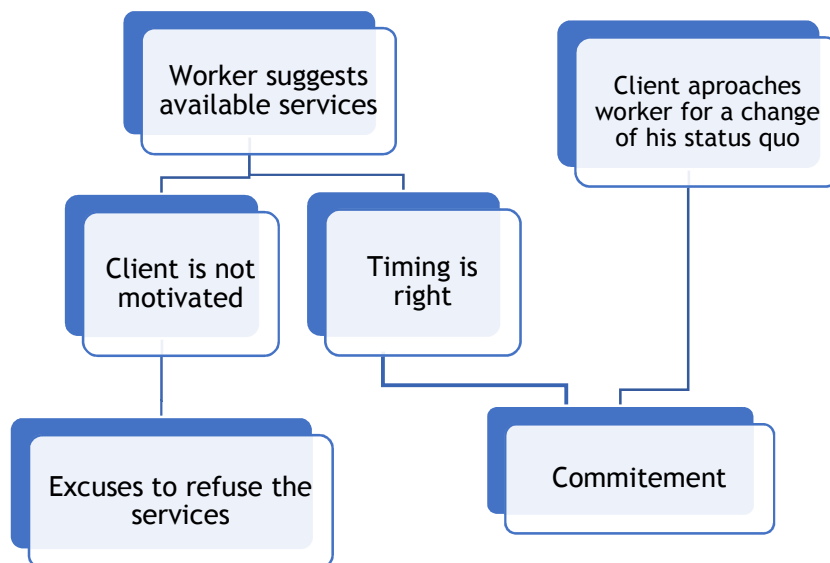 Worker suggests
available services
Client aproaches
worker for a change
of his status quo
Client is not
motivated
Timing is
right
Excuses to refuse the
services
Commitement